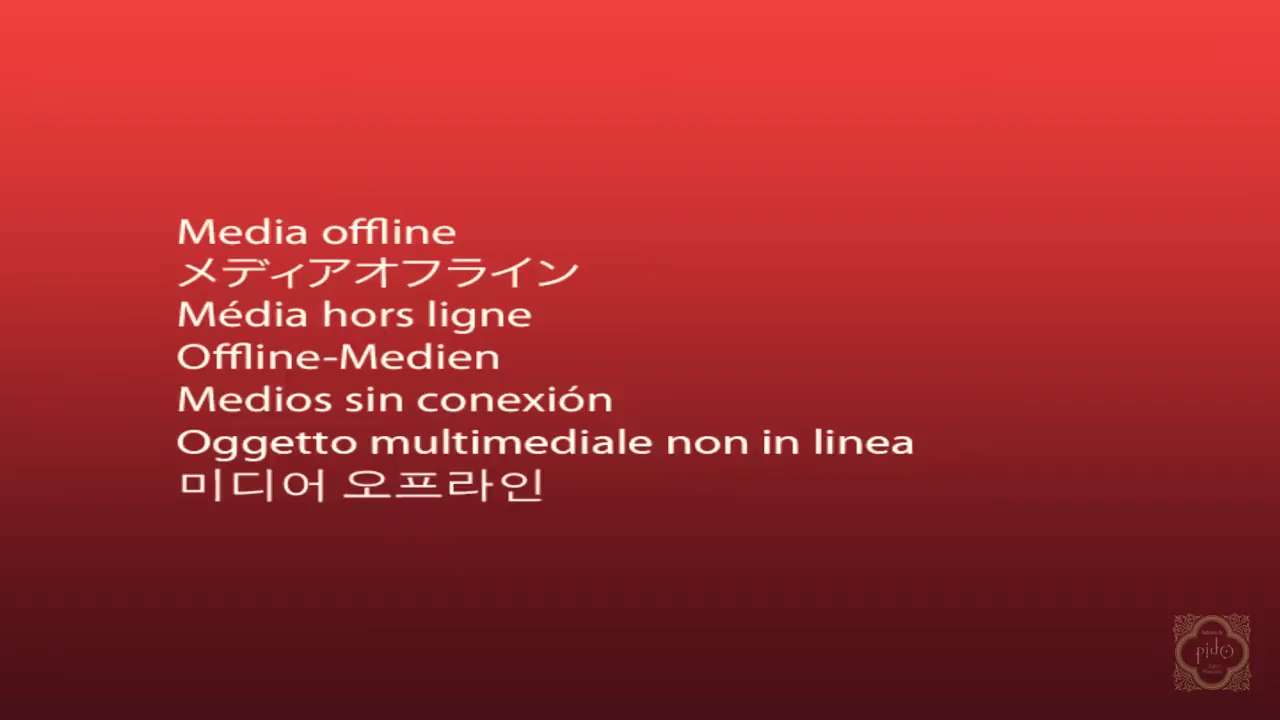 Media offline
メディアオフライン
Média hors ligne
Offline-Medien
Medios sin conexión
Oggetto multimediale non in linea
미디어 오프라인
pido